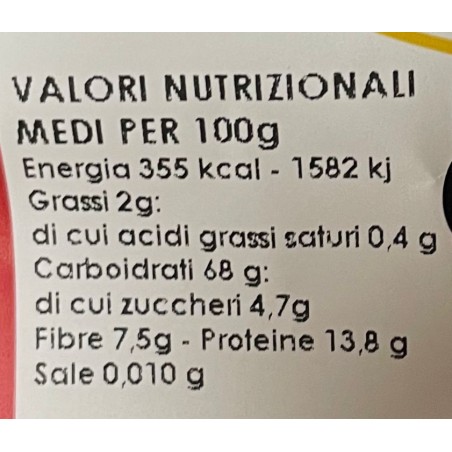 VALORI NUTRIZIONALI
MEDI PER 100g
Energia 355 kcal - 1582 kj
Grassi 2g:
di cui acidi grassi saturi 0,4 g
Carboidrati 68 g:
di cui zuccheri 4,7g
Fibre 7,5g - Proteine 13,8 g
Sale 0,010 g